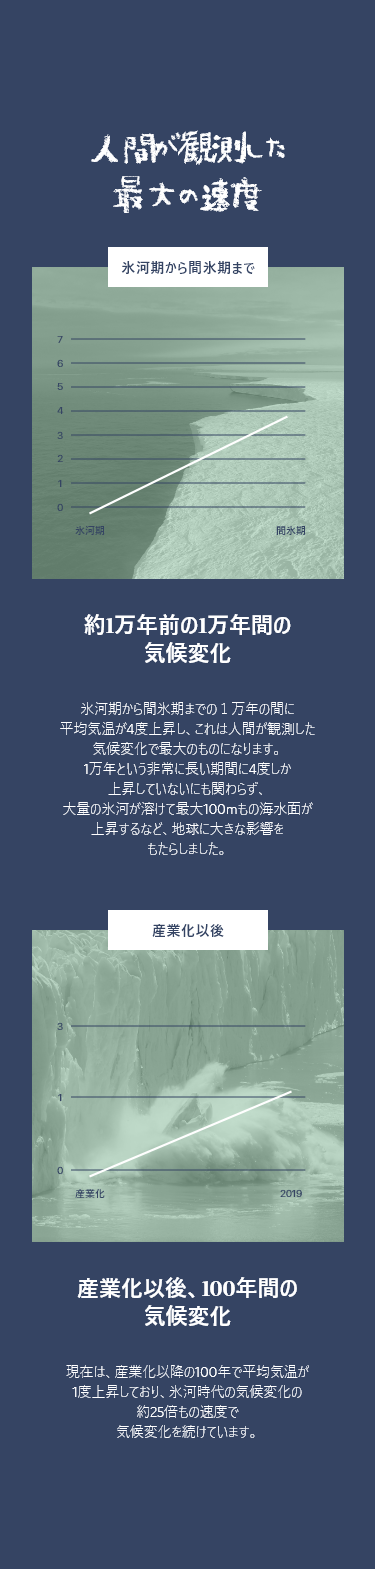 人間が観測した
最大の速度
氷河期から間氷期まで
7
6
5
4
3
2
1
0
氷河期 間氷期
約1万年前の1万年間の
気候変化
氷河期から間氷期までの１万年の間に
平均気温が4度上昇し、これは人間が観測した
気候変化で最大のものになります。
1万年という非常に長い期間に4度しか
上昇していないにも関わらず、
大量の氷河が溶けて最大100mもの海水面が
上昇するなど、地球に大きな影響を
もたらしました。
産業化以後
3
1
0
産業化 2019
産業化以後、100年間の
気候変化
現在は、産業化以降の100年で平均気温が
1度上昇しており、氷河時代の気候変化の
約25倍もの速度で
気候変化を続けています。